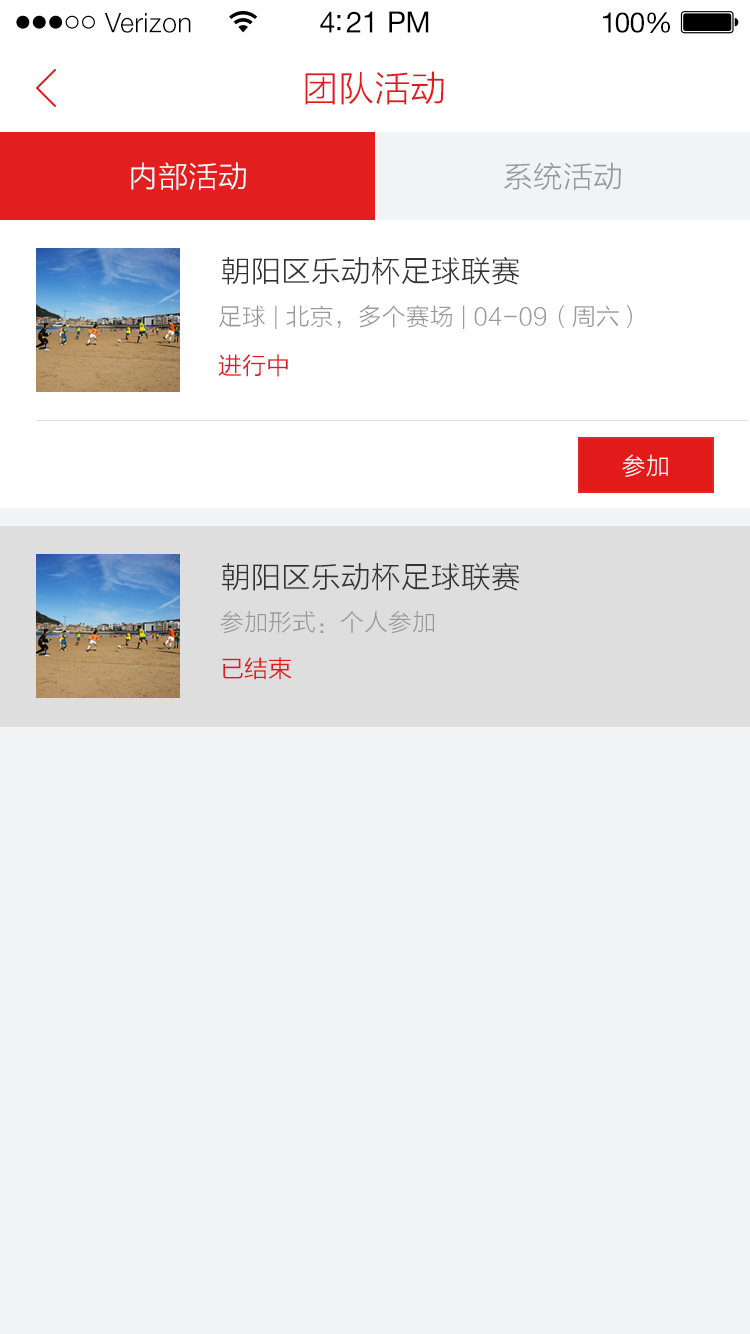 Verizon 4:21 PM 100%
团队活动
内部活动 系统活动
朝阳区乐动杯足球联赛
足球 | 北京，多个赛场 | 04-09（周六）
进行中
参加
朝阳区乐动杯足球联赛
参加形式：个人参加
已结束